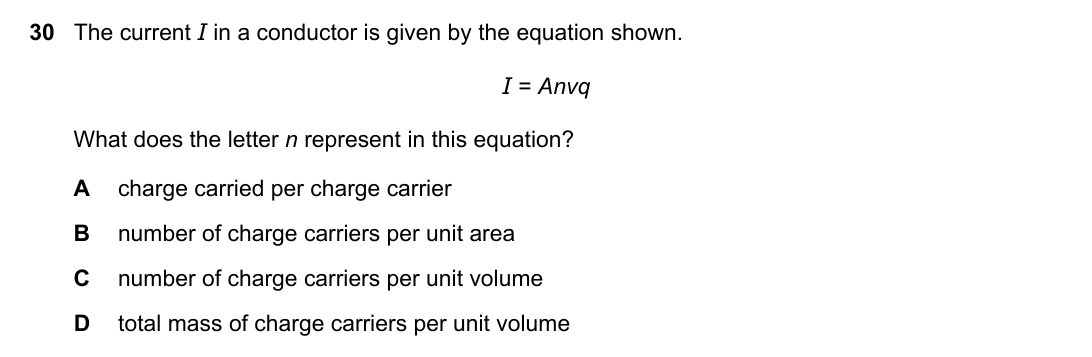 30 The current I in a conductor is given by the equation shown.
I = Anvq
What does the letter n represent in this equation?
A charge carried per charge carrier
B number of charge carriers per unit area
C number of charge carriers per unit volume
D total mass of charge carriers per unit volume